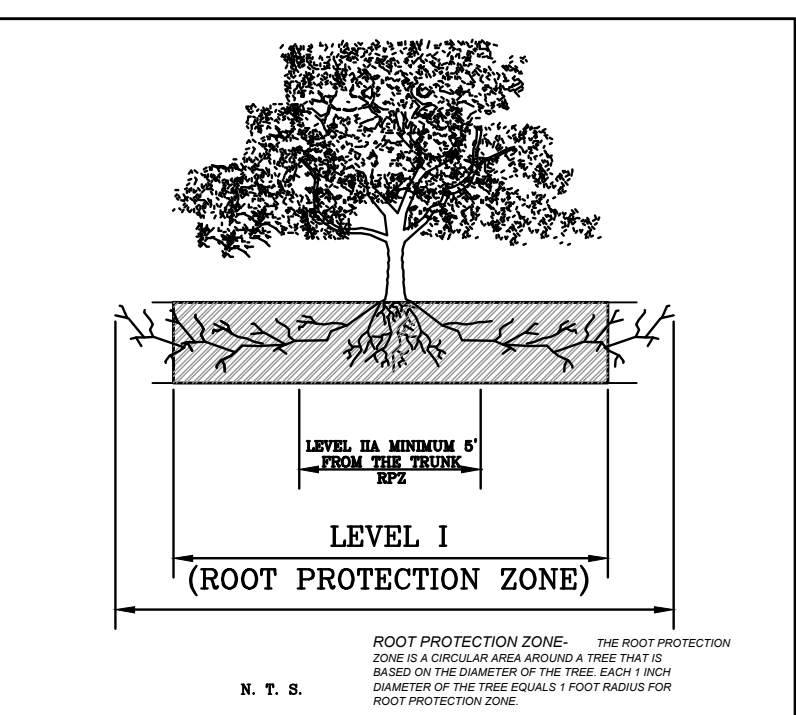 LEVEL IIA MINIMUM 5'
FROM THE TRUNK
RPZ
LEVEL I
(ROOT PROTECTION ZONE)
ROOT PROTECTION ZONE- THE ROOT PROTECTION
ZONE IS A CIRCULAR AREA AROUND A TREE THAT IS
BASED ON THE DIAMETER OF THE TREE. EACH 1 INCH
DIAMETER OF THE TREE EQUALS 1 FOOT RADIUS FOR
ROOT PROTECTION ZONE.
N. T. S.